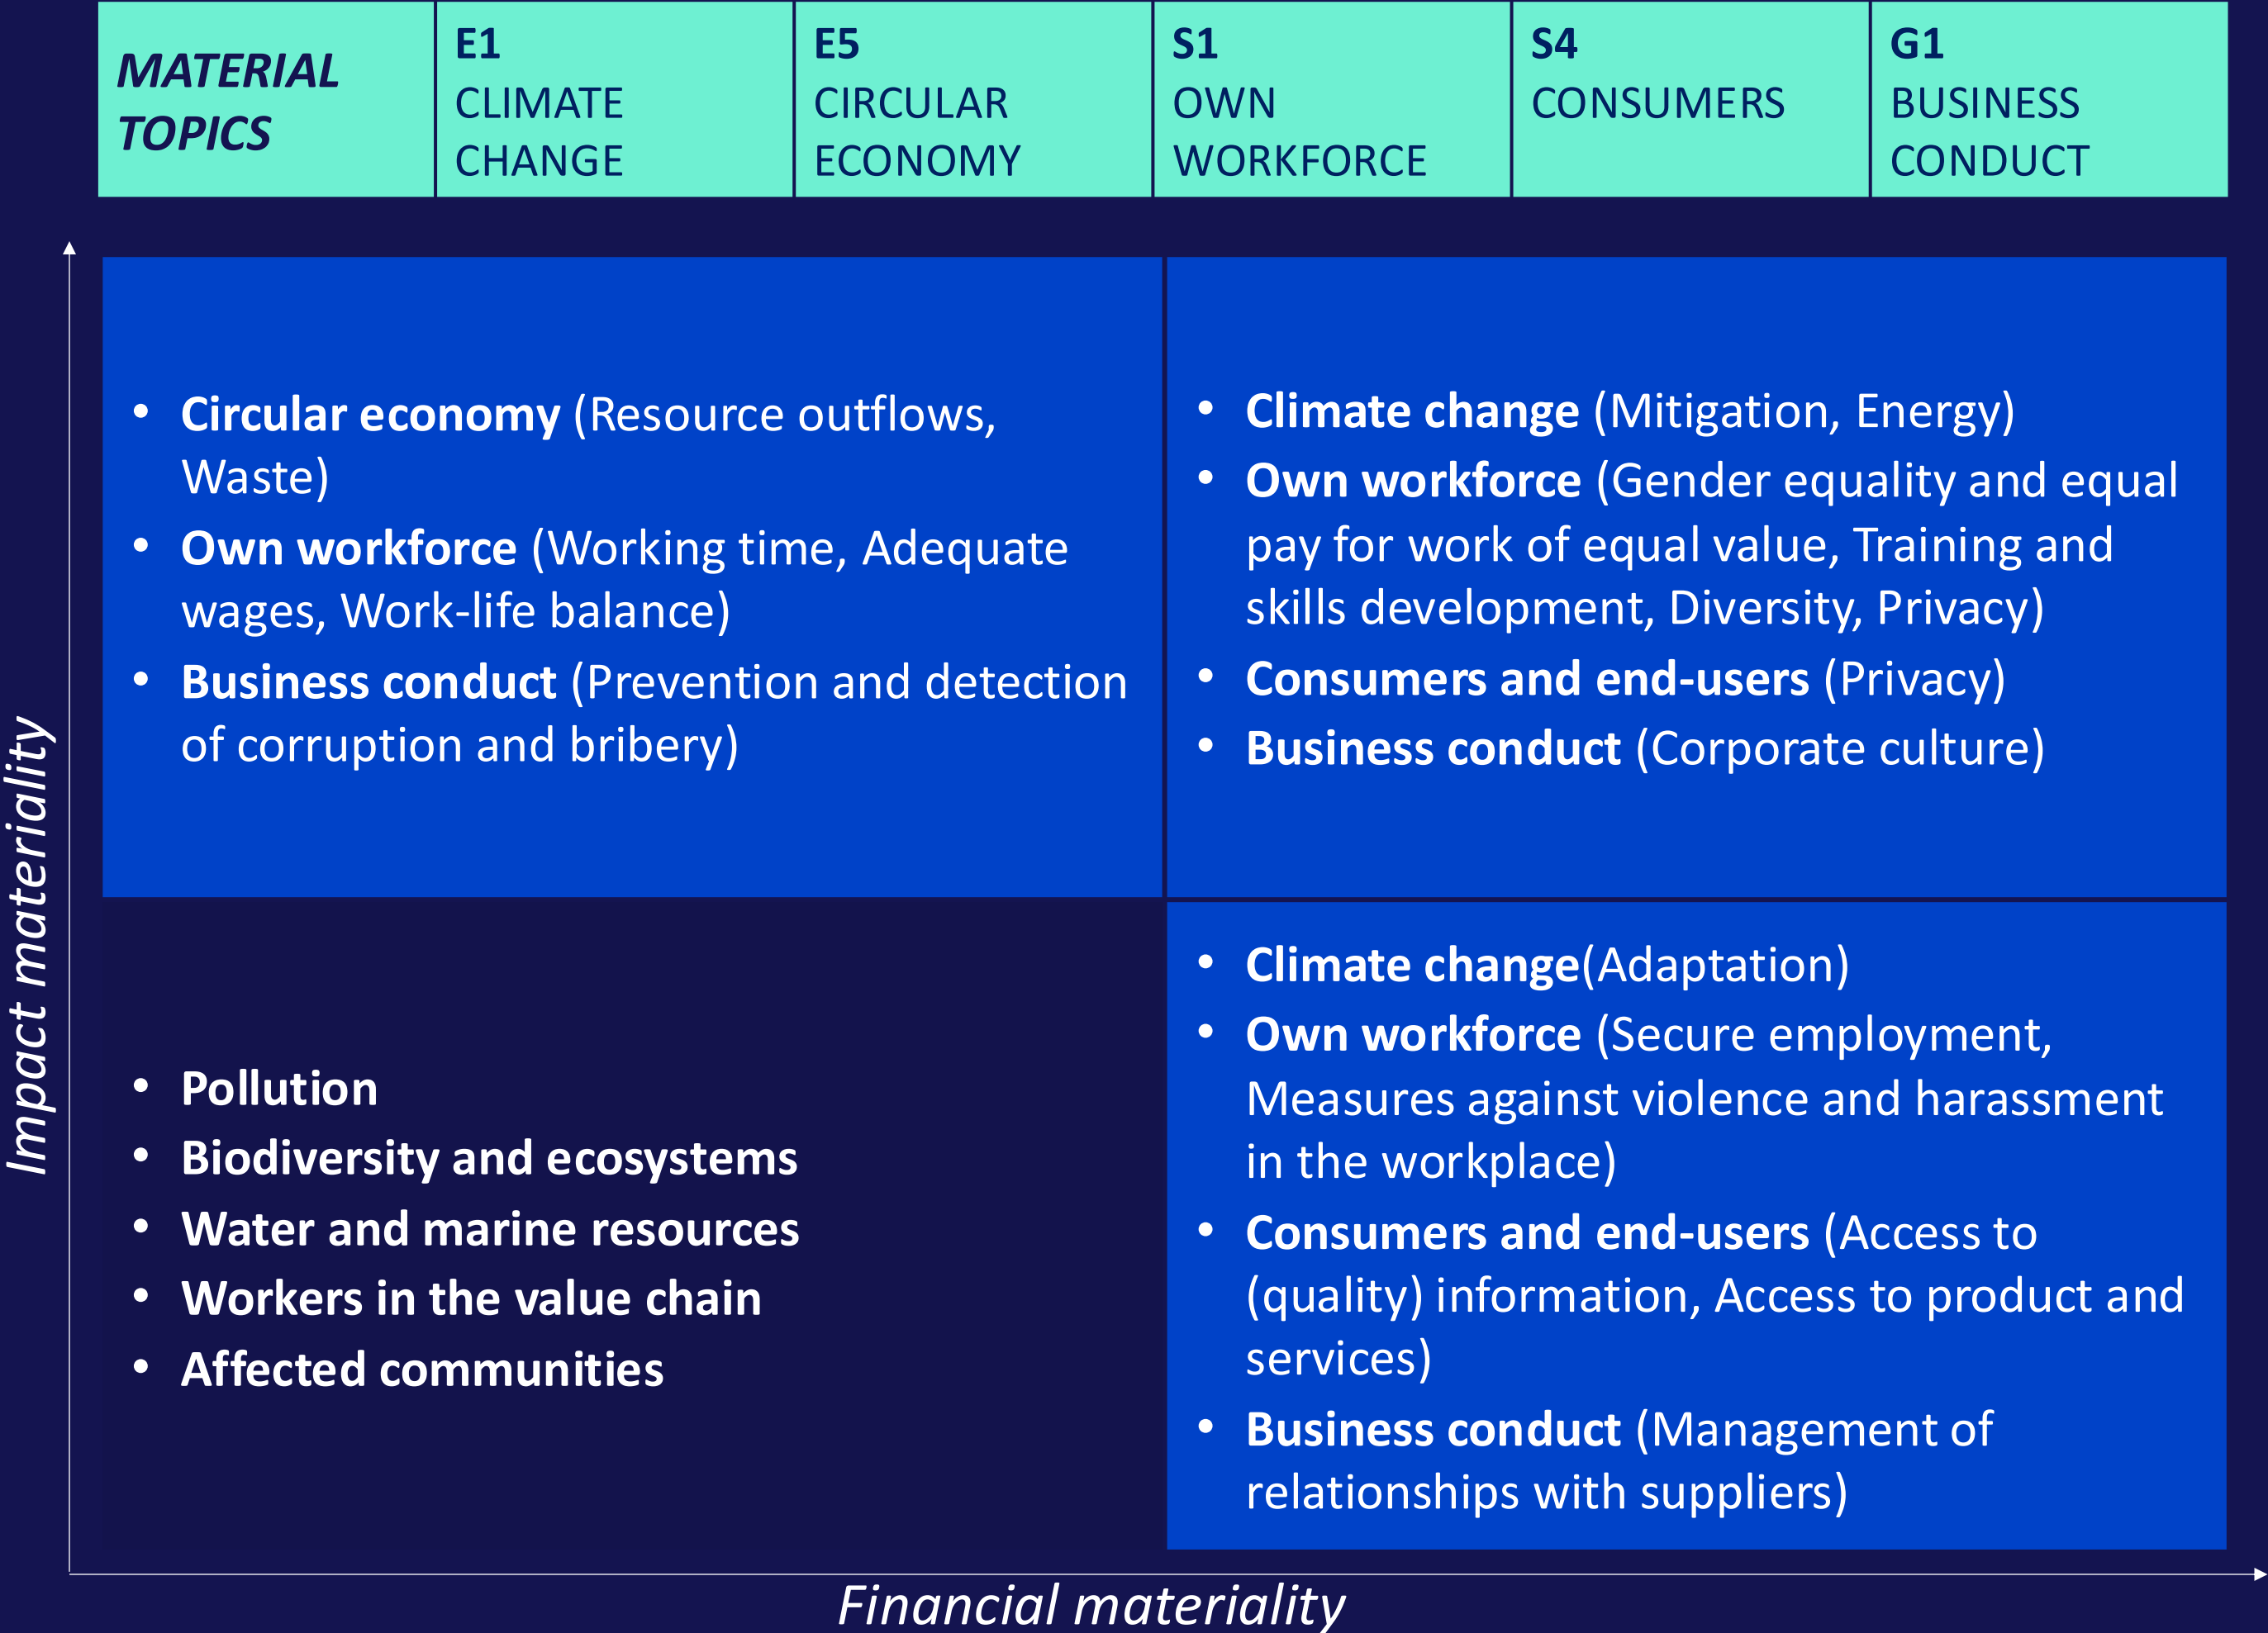 MATERIAL
TOPICS
E1
CLIMATE
CHANGE
E5
CIRCULAR
ECONOMY
S1
OWN
WORKFORCE
S4
CONSUMERS
G1
BUSINESS
CONDUCT
Impact materiality
• Circular economy (Resource outflows,
Waste)
• Own workforce (Working time, Adequate
wages, Work-life balance)
• Business conduct (Prevention and detection
of corruption and bribery)
• Climate change (Mitigation, Energy)
• Own workforce (Gender equality and equal
pay for work of equal value, Training and
skills development, Diversity, Privacy)
• Consumers and end-users (Privacy)
• Business conduct (Corporate culture)
• Pollution
• Biodiversity and ecosystems
• Water and marine resources
• Workers in the value chain
• Affected communities
• Climate change(Adaptation)
• Own workforce (Secure employment,
Measures against violence and harassment
in the workplace)
• Consumers and end-users (Access to
(quality) information, Access to product and
services)
• Business conduct (Management of
relationships with suppliers)
Financial materiality